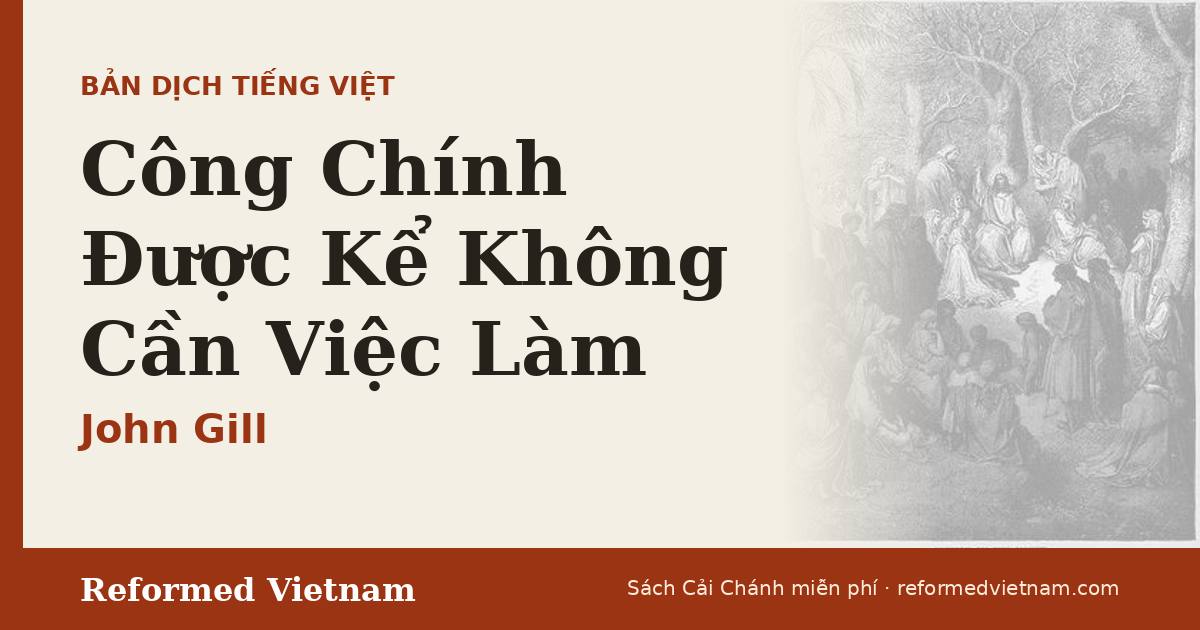 BẢN DỊCH TIẾNG VIỆT
Công Chính
Được Kể Không
Cần Việc Làm
John Gill
Reformed Vietnam
Sách Cải Chánh miễn phí · reformedvietnam.com